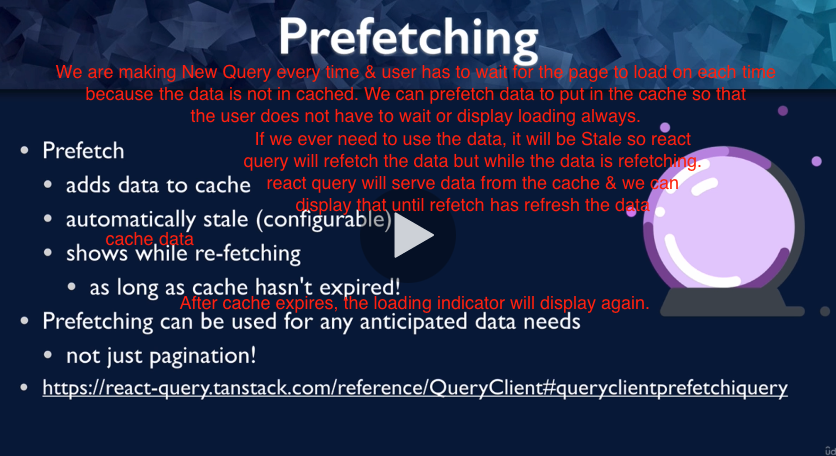 Prefetching
We are making New Query every time & user has to wait for the page to load on each time
because the data is not in cached. We can prefetch data to put in the cache so that
the user does not have to wait or display loading always.
If we ever need to use the data, it will be Stale so react
query will refetch the data but while the data is refetching.
react query will serve data from the cache & we can
display that until refetch has refresh the data
• Prefetch
• adds data to cache
• automatically stale (configurable)
cache data
• shows while re-fetching
• as long as cache hasn't expired!
After cache expires, the loading indicator will display again.
• Prefetching can be used for any anticipated data needs
• not just pagination!
• https://react-query.tanstack.com/reference/QueryClient#queryclientprefetchiquery